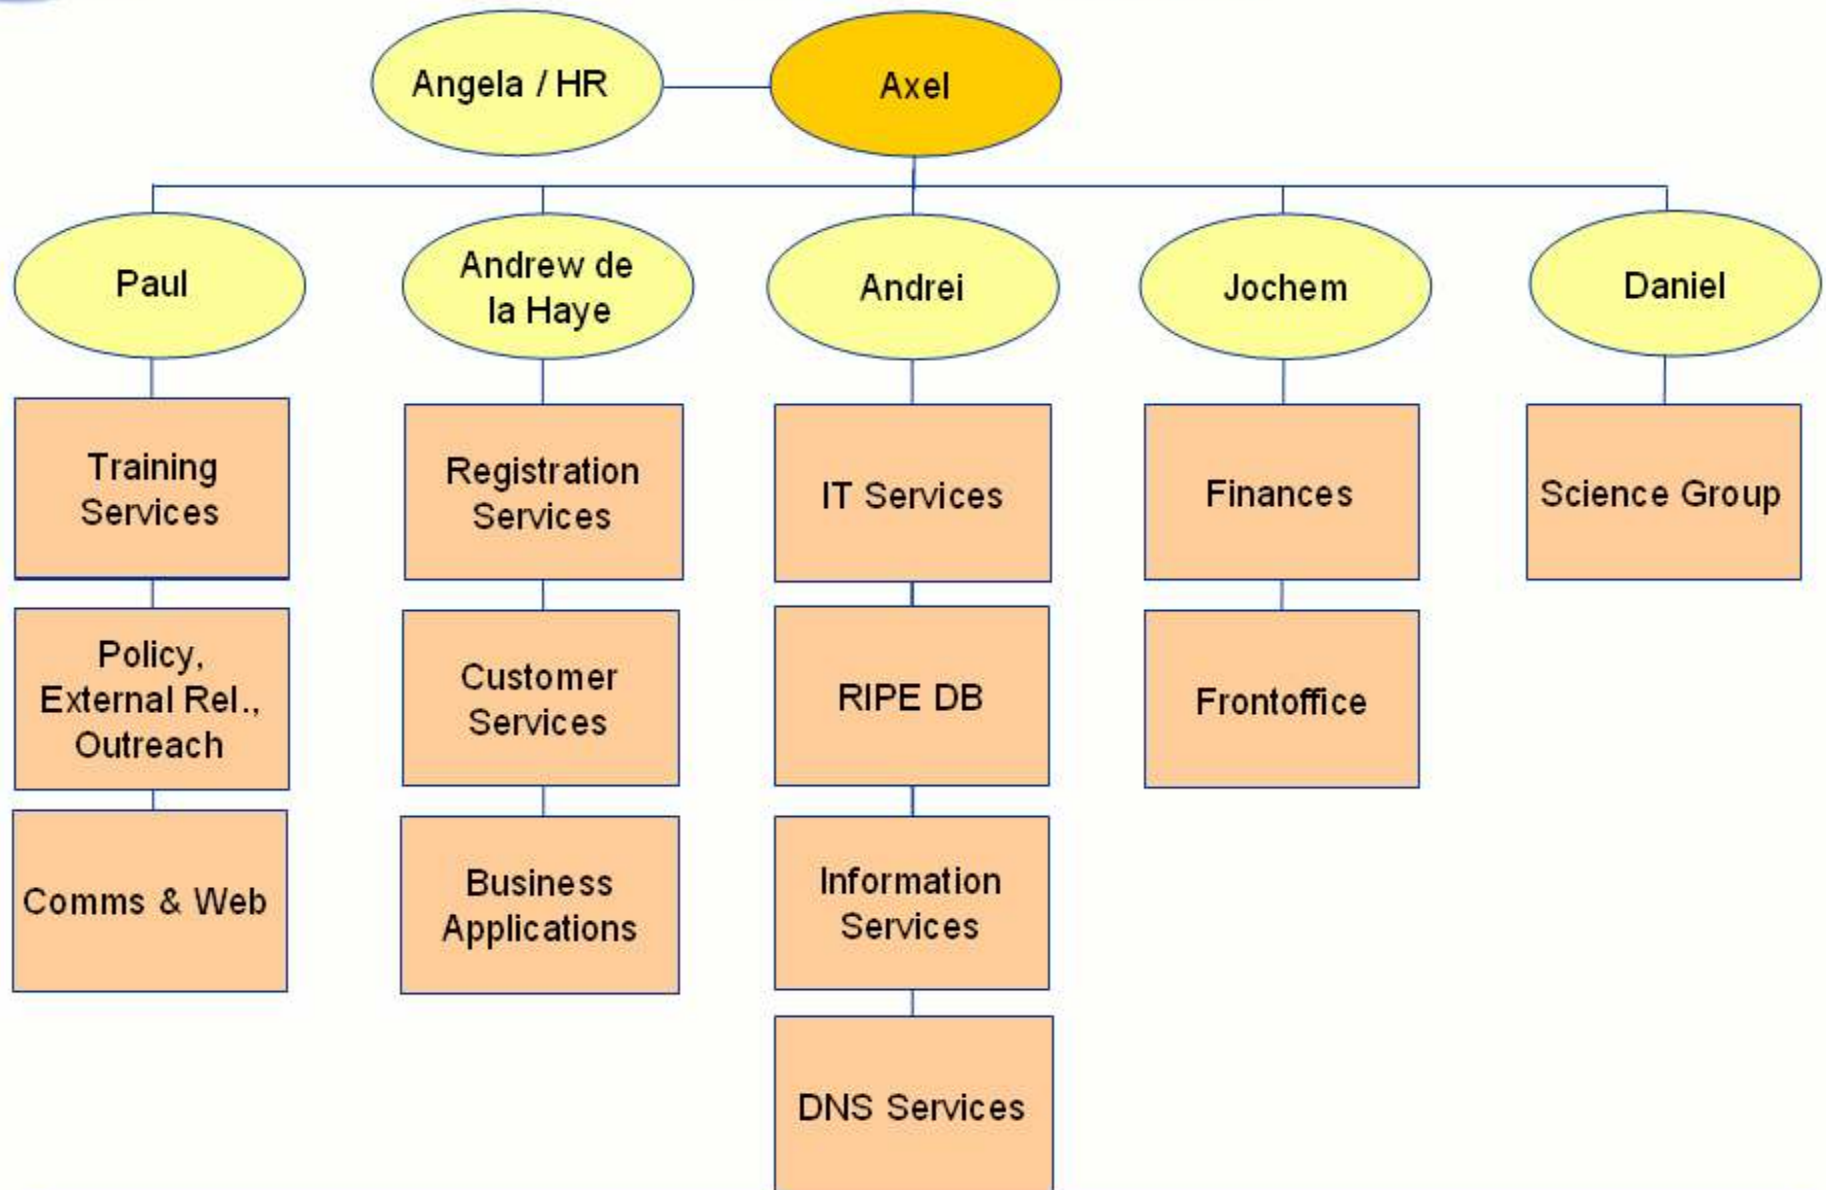 Angela / HR
Axel
Paul
Andrew de
la Haye
Andrei
Jochem
Daniel
Training
Services
Registration
Services
IT Services
Finances
Science Group
Policy,
External Rel.,
Outreach
Customer
Services
RIPE DB
Frontoffice
Comms & Web
Business
Applications
Information
Services
DNS Services